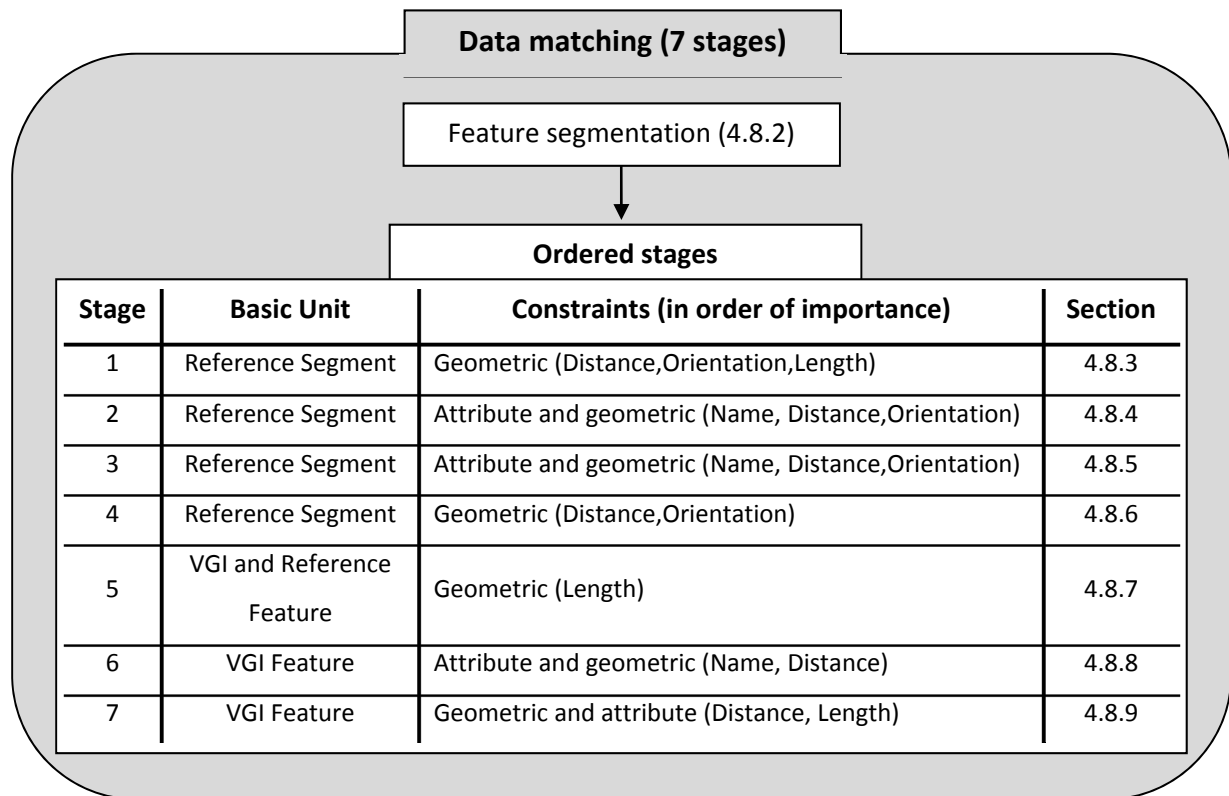 Data matching (7 stages)
Feature segmentation (4.8.2)
Ordered stages
Stage Basic Unit Constraints (in order of importance) Section
1 Reference Segment Geometric (Distance,Orientation,Length) 4.8.3
2 Reference Segment Attribute and geometric (Name, Distance,Orientation) 4.8.4
3 Reference Segment Attribute and geometric (Name, Distance,Orientation) 4.8.5
4 Reference Segment Geometric (Distance,Orientation) 4.8.6
5 VGI and Reference
Feature Geometric (Length) 4.8.7
6 VGI Feature Attribute and geometric (Name, Distance) 4.8.8
7 VGI Feature Geometric and attribute (Distance, Length) 4.8.9